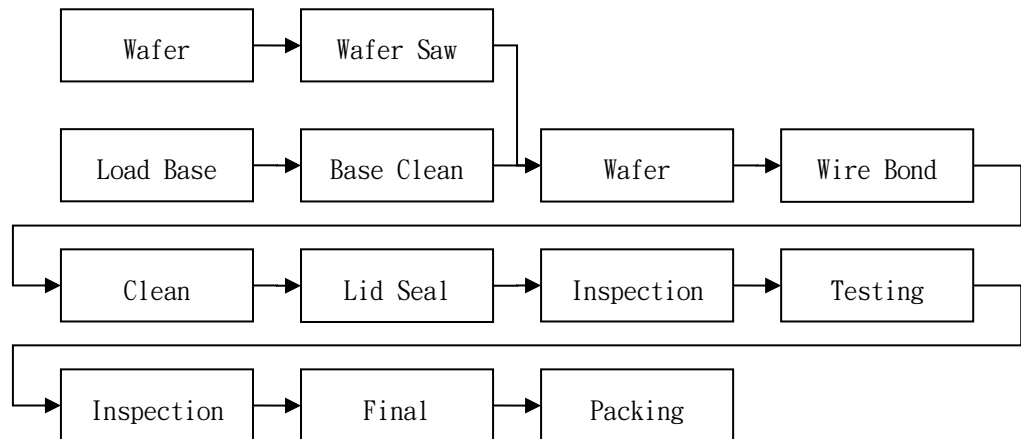 Wafer
Wafer Saw
Load Base
Base Clean
Wafer
Wire Bond
Clean
Lid Seal
Inspection
Testing
Inspection
Final
Packing